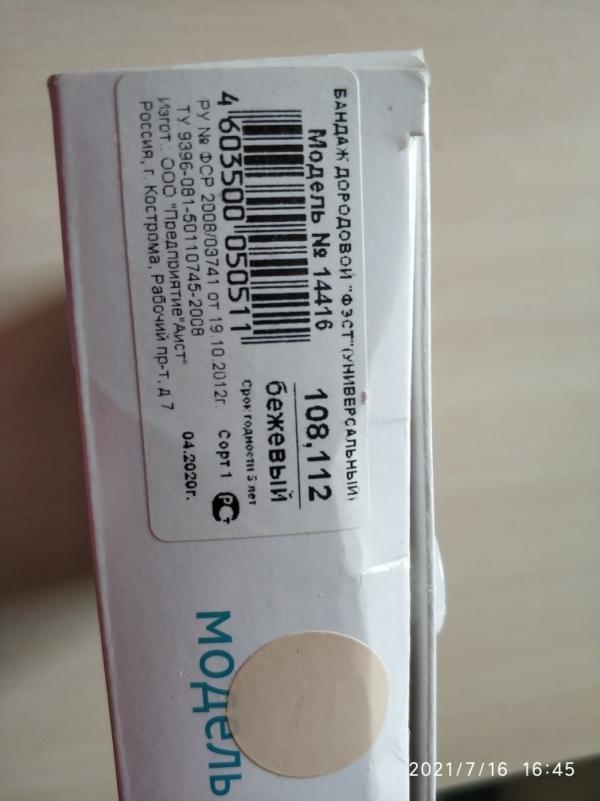 БАНДАЖ ДОРОДОВОЙ "ФЭСТ"(УНИВЕРСАЛЬНЫЙ)
Модель № 14416
108,112
бежевый
Срок годности 5 лет
4 603500 050511
РУ № ФСР 2008/03741 от 19.10.2012г.
Сорт 1
РСТ
ТУ 9396-081-50110745-2008
Изгот.: ООО "Предприятие"Аист"
04.2020г.
Россия, г. Кострома, Рабочий пр-т, д 7
модель
2021/7/16 16:45